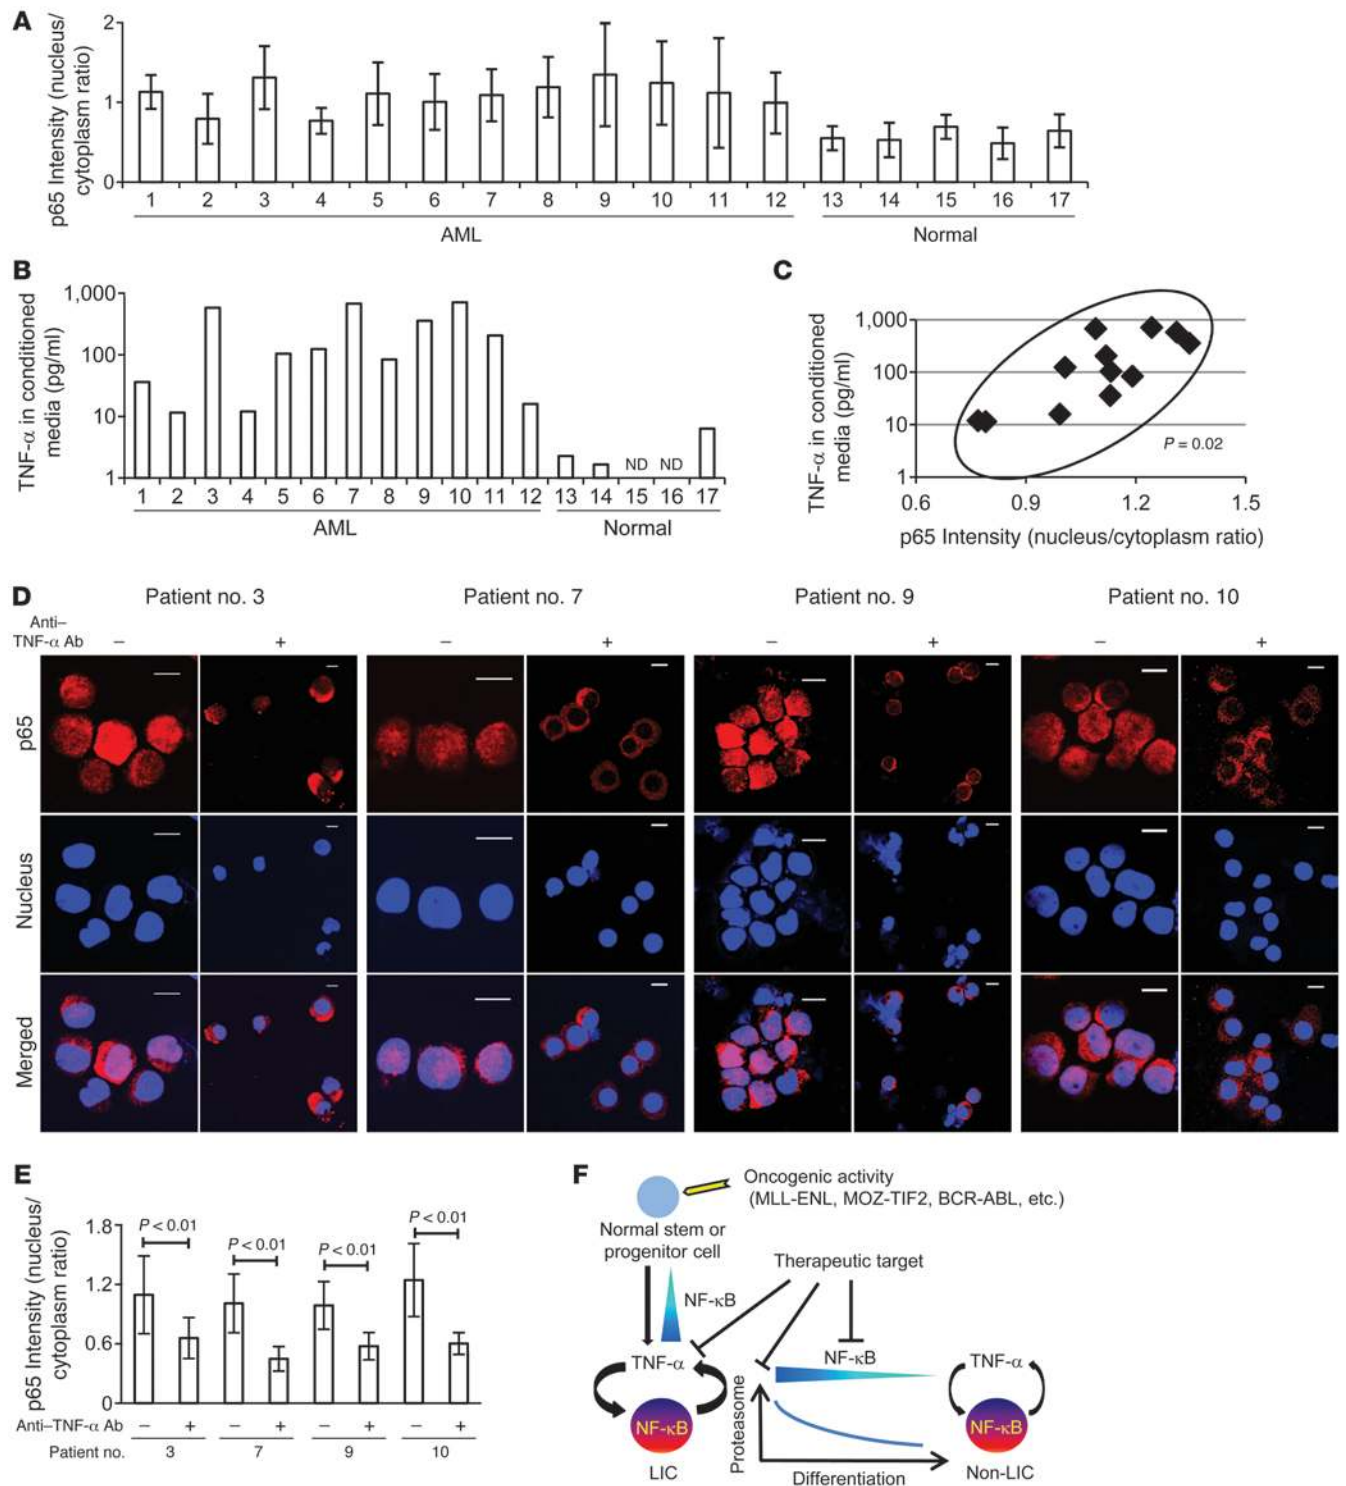 A
p65 Intensity (nucleus/
cytoplasm ratio)
2
1
0
1 2 3 4 5 6 7 8 9 10 11 12 13 14 15 16 17
AML Normal
B
TNF-α in conditioned
media (pg/ml)
1,000
100
10
1
ND ND
1 2 3 4 5 6 7 8 9 10 11 12 13 14 15 16 17
AML Normal
C
TNF-α in conditioned
media (pg/ml)
1,000
100
10
1
P = 0.02
0.6 0.9 1.2 1.5
p65 Intensity (nucleus/cytoplasm ratio)
D
Patient no. 3 Patient no. 7 Patient no. 9 Patient no. 10
Anti–
TNF-α Ab – + – + – + – +
p65
Nucleus
Merged
E
p65 Intensity (nucleus/
cytoplasm ratio)
1.8
1.2
0.6
0
P < 0.01 P < 0.01 P < 0.01 P < 0.01
Anti–TNF-α Ab – + – + – + – +
Patient no. 3 7 9 10
F
Oncogenic activity
(MLL-ENL, MOZ-TIF2, BCR-ABL, etc.)
Normal stem or
progenitor cell
Therapeutic target
NF-κB
TNF-α
NF-κB
LIC
NF-κB
Proteasome
Differentiation
TNF-α
NF-κB
Non-LIC